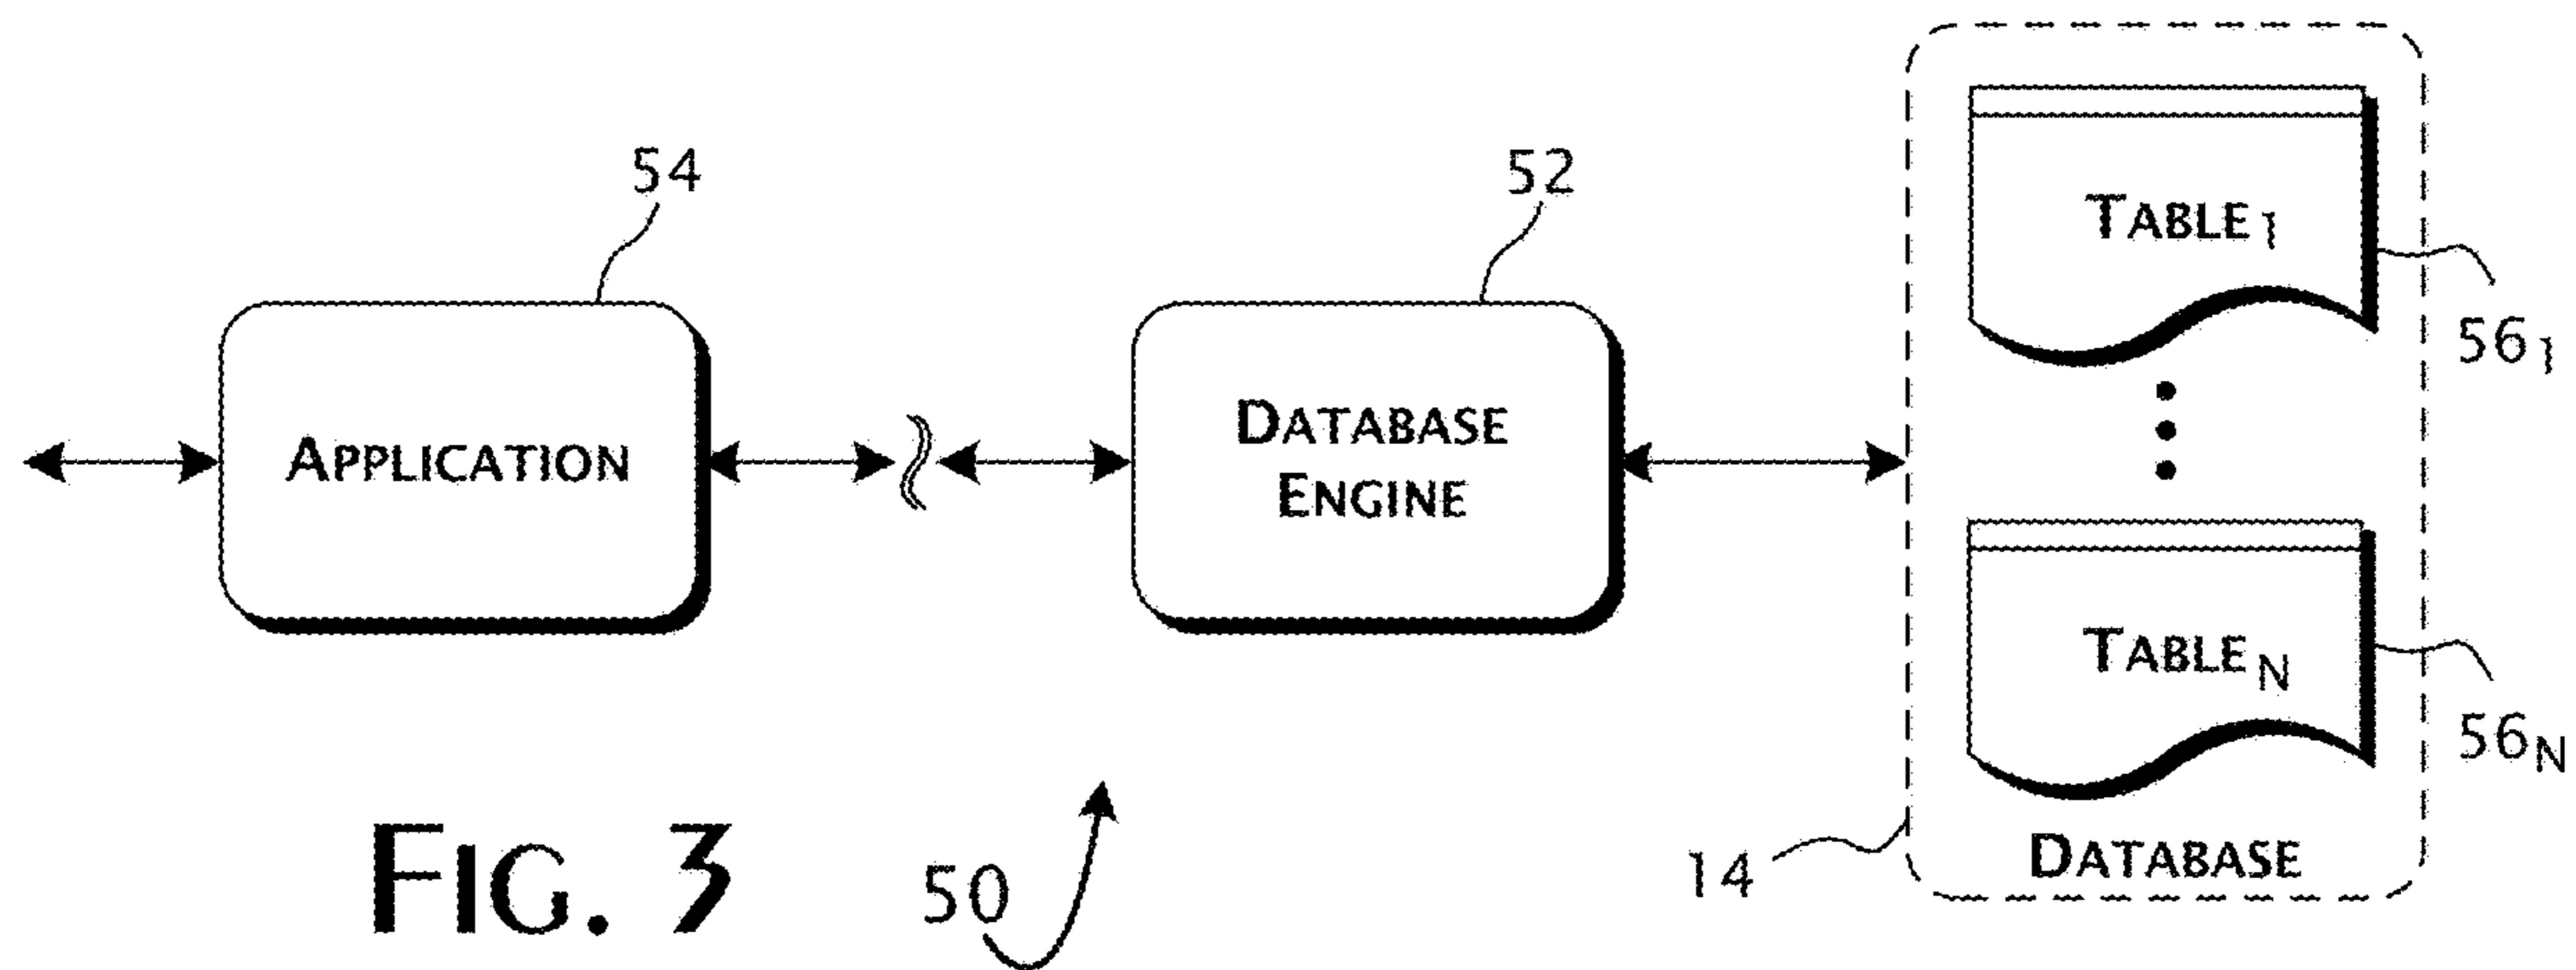 54
52
TABLE1
561
APPLICATION
DATABASE
ENGINE
TABLEN
56N
14
DATABASE
50
FIG. 3